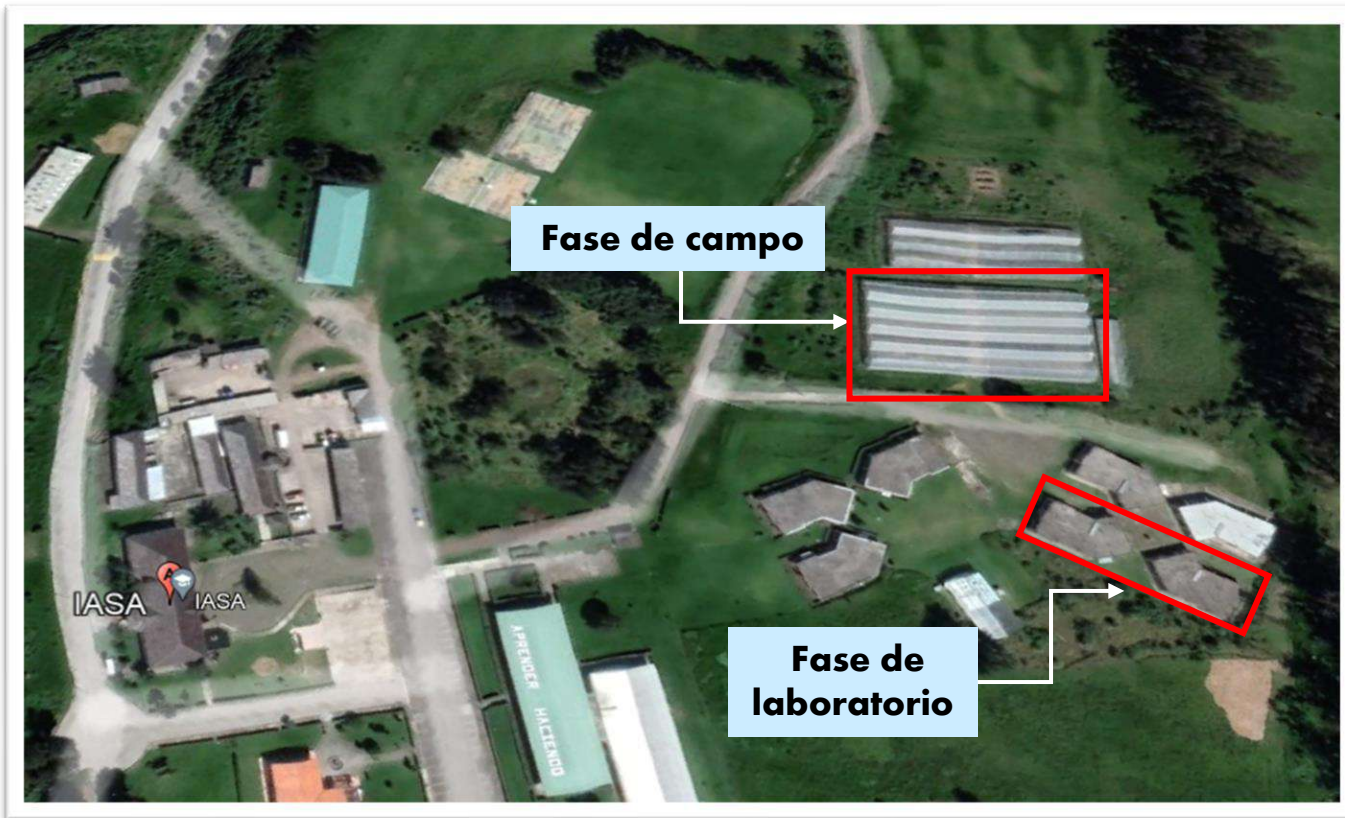 Fase de campo
IASA
IASA
APRENDER HACIENDO
Fase de
laboratorio